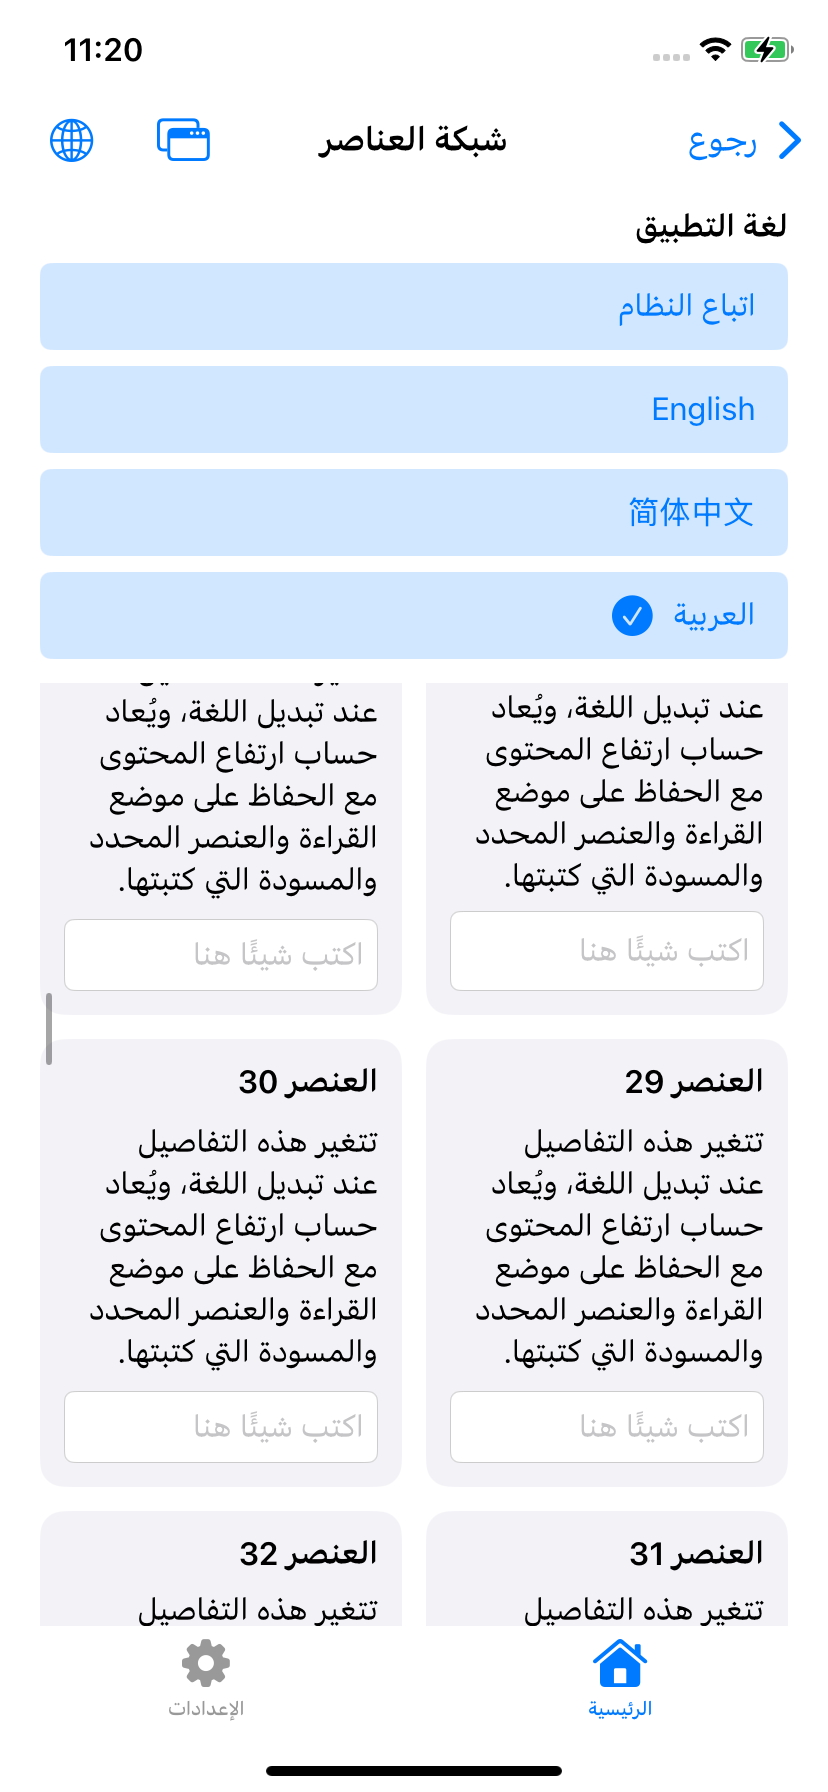 11:20
رجوع
شبكة العناصر
لغة التطبيق
اتباع النظام
English
简体中文
العربية
عند تبديل اللغة، ويُعاد
حساب ارتفاع المحتوى
مع الحفاظ على موضع
القراءة والعنصر المحدد
والمسودة التي كتبتها.
اكتب شيئًا هنا
عند تبديل اللغة، ويُعاد
حساب ارتفاع المحتوى
مع الحفاظ على موضع
القراءة والعنصر المحدد
والمسودة التي كتبتها.
اكتب شيئًا هنا
العنصر 29
تتغير هذه التفاصيل
عند تبديل اللغة، ويُعاد
حساب ارتفاع المحتوى
مع الحفاظ على موضع
القراءة والعنصر المحدد
والمسودة التي كتبتها.
اكتب شيئًا هنا
العنصر 30
تتغير هذه التفاصيل
عند تبديل اللغة، ويُعاد
حساب ارتفاع المحتوى
مع الحفاظ على موضع
القراءة والعنصر المحدد
والمسودة التي كتبتها.
اكتب شيئًا هنا
العنصر 31
تتغير هذه التفاصيل
العنصر 32
تتغير هذه التفاصيل
الرئيسية
الإعدادات